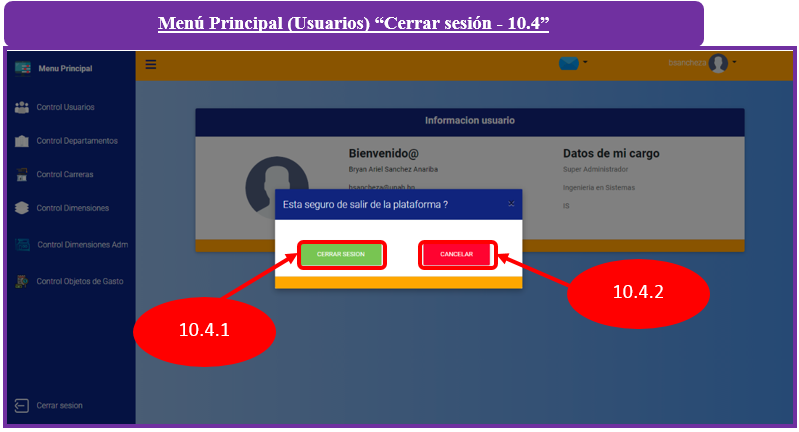 Menú Principal (Usuarios) “Cerrar sesión - 10.4”
Menu Principal
bsancheza
Control Usuarios
Control Departamentos
Control Carreras
Control Dimensiones
Control Dimensiones Adm
Control Objetos de Gasto
Cerrar sesion
Informacion usuario
Bienvenido@
Bryan Ariel Sanchez Anariba
bsancheza@unah.hn
Datos de mi cargo
Super Administrador
Ingenieria en Sistemas
IS
Esta seguro de salir de la plataforma ?
CERRAR SESION
CANCELAR
10.4.1
10.4.2